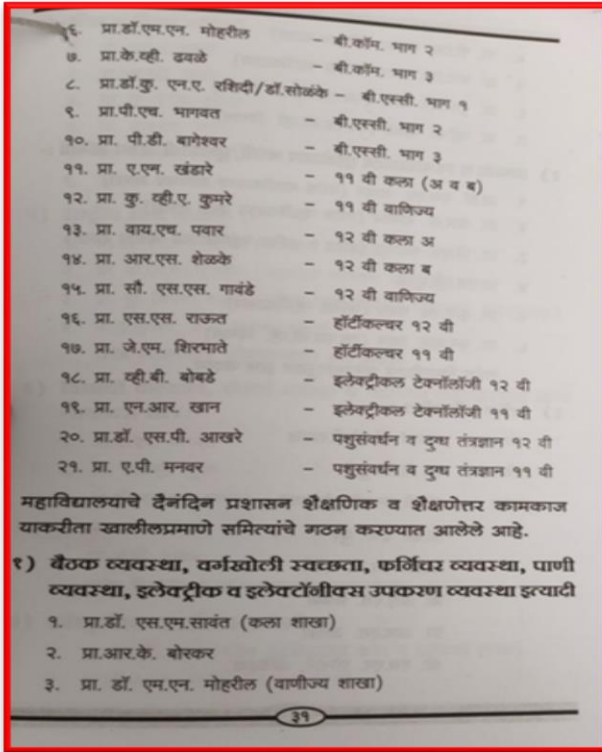 ६. प्रा.डॉ.एम.एन. मोहरील – बी.कॉम. भाग २
७. प्रा.के.व्ही. ढवळे – बी.कॉम. भाग ३
८. प्रा.डॉ.कु. एन.ए. रशिदी/डॉ.सोळंके – बी.एस्सी. भाग १
९. प्रा.पी.एच. भागवत – बी.एस्सी. भाग २
१०. प्रा. पी.डी. बागेश्वर – बी.एस्सी. भाग ३
११. प्रा. ए.एन. खंडारे – ११ वी कला (अ व ब)
१२. प्रा. कु. व्ही.ए. कुमरे – ११ वी वाणिज्य
१३. प्रा. वाय.एच. पवार – १२ वी कला अ
१४. प्रा. आर.एस. शेळके – १२ वी कला ब
१५. प्रा. सौ. एस.एस. गावंडे – १२ वी वाणिज्य
१६. प्रा. एस.एस. राऊत – हॉर्टीकल्चर १२ वी
१७. प्रा. जे.एम. शिरभाते – हॉर्टीकल्चर ११ वी
१८. प्रा. व्ही.बी. बोबडे – इलेक्ट्रीकल टेक्नॉलॉजी १२ वी
१९. प्रा. एन.आर. खान – इलेक्ट्रीकल टेक्नॉलॉजी ११ वी
२०. प्रा.डॉ. एस.पी. आखरे – पशुसंवर्धन व दुग्ध तंत्रज्ञान १२ वी
२१. प्रा. ए.पी. मनवर – पशुसंवर्धन व दुग्ध तंत्रज्ञान ११ वी
महाविद्यालयाचे दैनंदिन प्रशासन शैक्षणिक व शैक्षणेत्तर कामकाज
याकरीता खालीलप्रमाणे समित्यांचे गठन करण्यात आलेले आहे.
१) बैठक व्यवस्था, वर्गखोली स्वच्छता, फर्निचर व्यवस्था, पाणी
व्यवस्था, इलेक्ट्रीक व इलेक्टॉनीक्स उपकरण व्यवस्था इत्यादी
१. प्रा.डॉ. एस.एम.सावंत (कला शाखा)
२. प्रा.आर.के. बोरकर
३. प्रा. डॉ. एम.एन. मोहरील (वाणीज्य शाखा)
३१